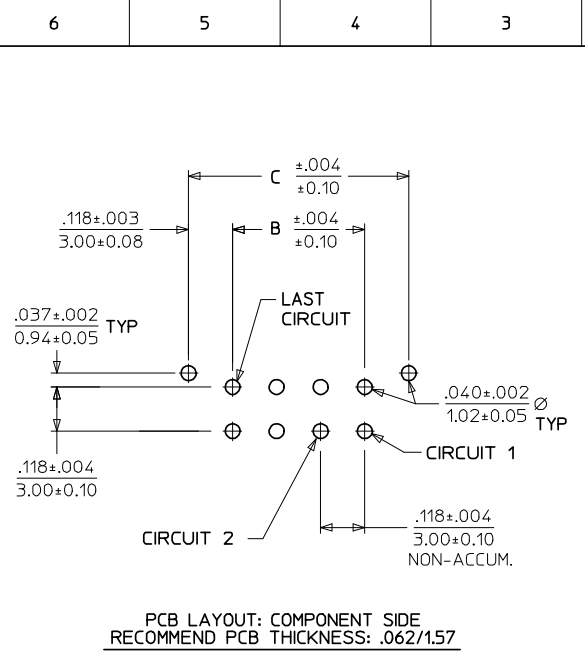 6 5 4 3
C ±.004
±0.10
.118±.003
3.00±0.08
B ±.004
±0.10
LAST
CIRCUIT
.037±.002 TYP
0.94±0.05
.040±.002 Ø
1.02±0.05 TYP
CIRCUIT 1
.118±.004
3.00±0.10
CIRCUIT 2
.118±.004
3.00±0.10
NON-ACCUM.
PCB LAYOUT: COMPONENT SIDE
RECOMMEND PCB THICKNESS: .062/1.57